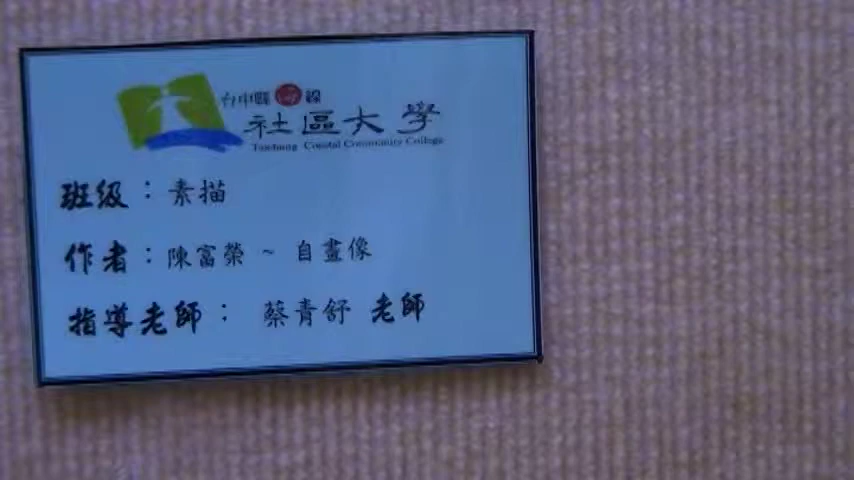 台中縣海線
社區大學
Taichung Coastal Community College
班級：素描
作者：陳富榮 ~ 自畫像
指導老師： 蔡青舒 老師